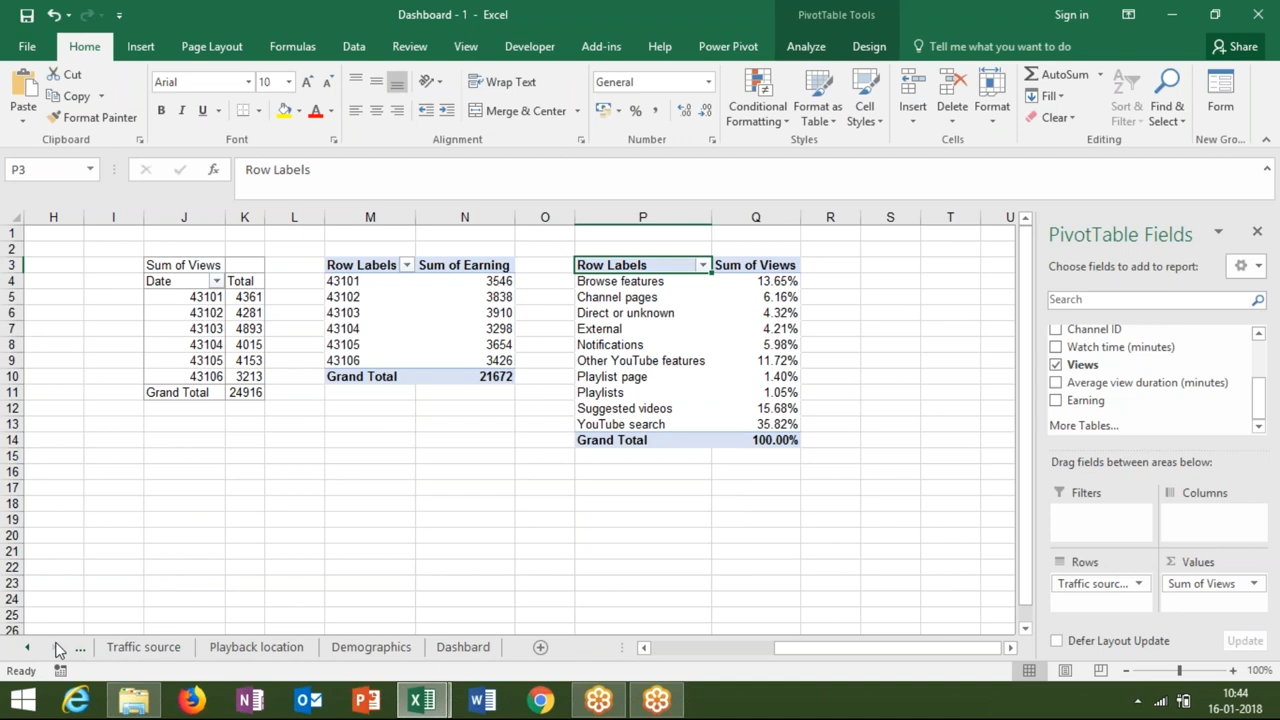 Dashboard - 1 - Excel
PivotTable Tools
Sign in
File Home Insert Page Layout Formulas Data Review View Developer Add-ins Help Power Pivot Analyze Design Tell me what you want to do Share
Paste
Cut
Copy
Format Painter
Clipboard
Arial 10
B I U
Font
Wrap Text
Merge & Center
Alignment
General
Number
Conditional Formatting
Format as Table
Cell Styles
Styles
Insert Delete Format
Cells
AutoSum
Fill
Clear
Sort & Filter
Find & Select
Editing
Form
New Gro...
P3 fx Row Labels
H I J K L M N O P Q R S T U
1
2
3 Sum of Views Row Labels Sum of Earning Row Labels Sum of Views
4 Date Total 43101 3546 Browse features 13.65%
5 43101 4361 43102 3838 Channel pages 6.16%
6 43102 4281 43103 3910 Direct or unknown 4.32%
7 43103 4893 43104 3298 External 4.21%
8 43104 4015 43105 3654 Notifications 5.98%
9 43105 4153 43106 3426 Other YouTube features 11.72%
10 43106 3213 Grand Total 21672 Playlist page 1.40%
11 Grand Total 24916 Playlists 1.05%
12 Suggested videos 15.68%
13 YouTube search 35.82%
14 Grand Total 100.00%
15
16
17
18
19
20
21
22
23
24
25
26
PivotTable Fields
Choose fields to add to report:
Search
Channel ID
Watch time (minutes)
Views
Average view duration (minutes)
Earning
More Tables...
Drag fields between areas below:
Filters Columns
Rows Values
Traffic sourc... Sum of Views
Defer Layout Update Update
... Traffic source Playback location Demographics Dashboard
Ready 100%
10:44
16-01-2018